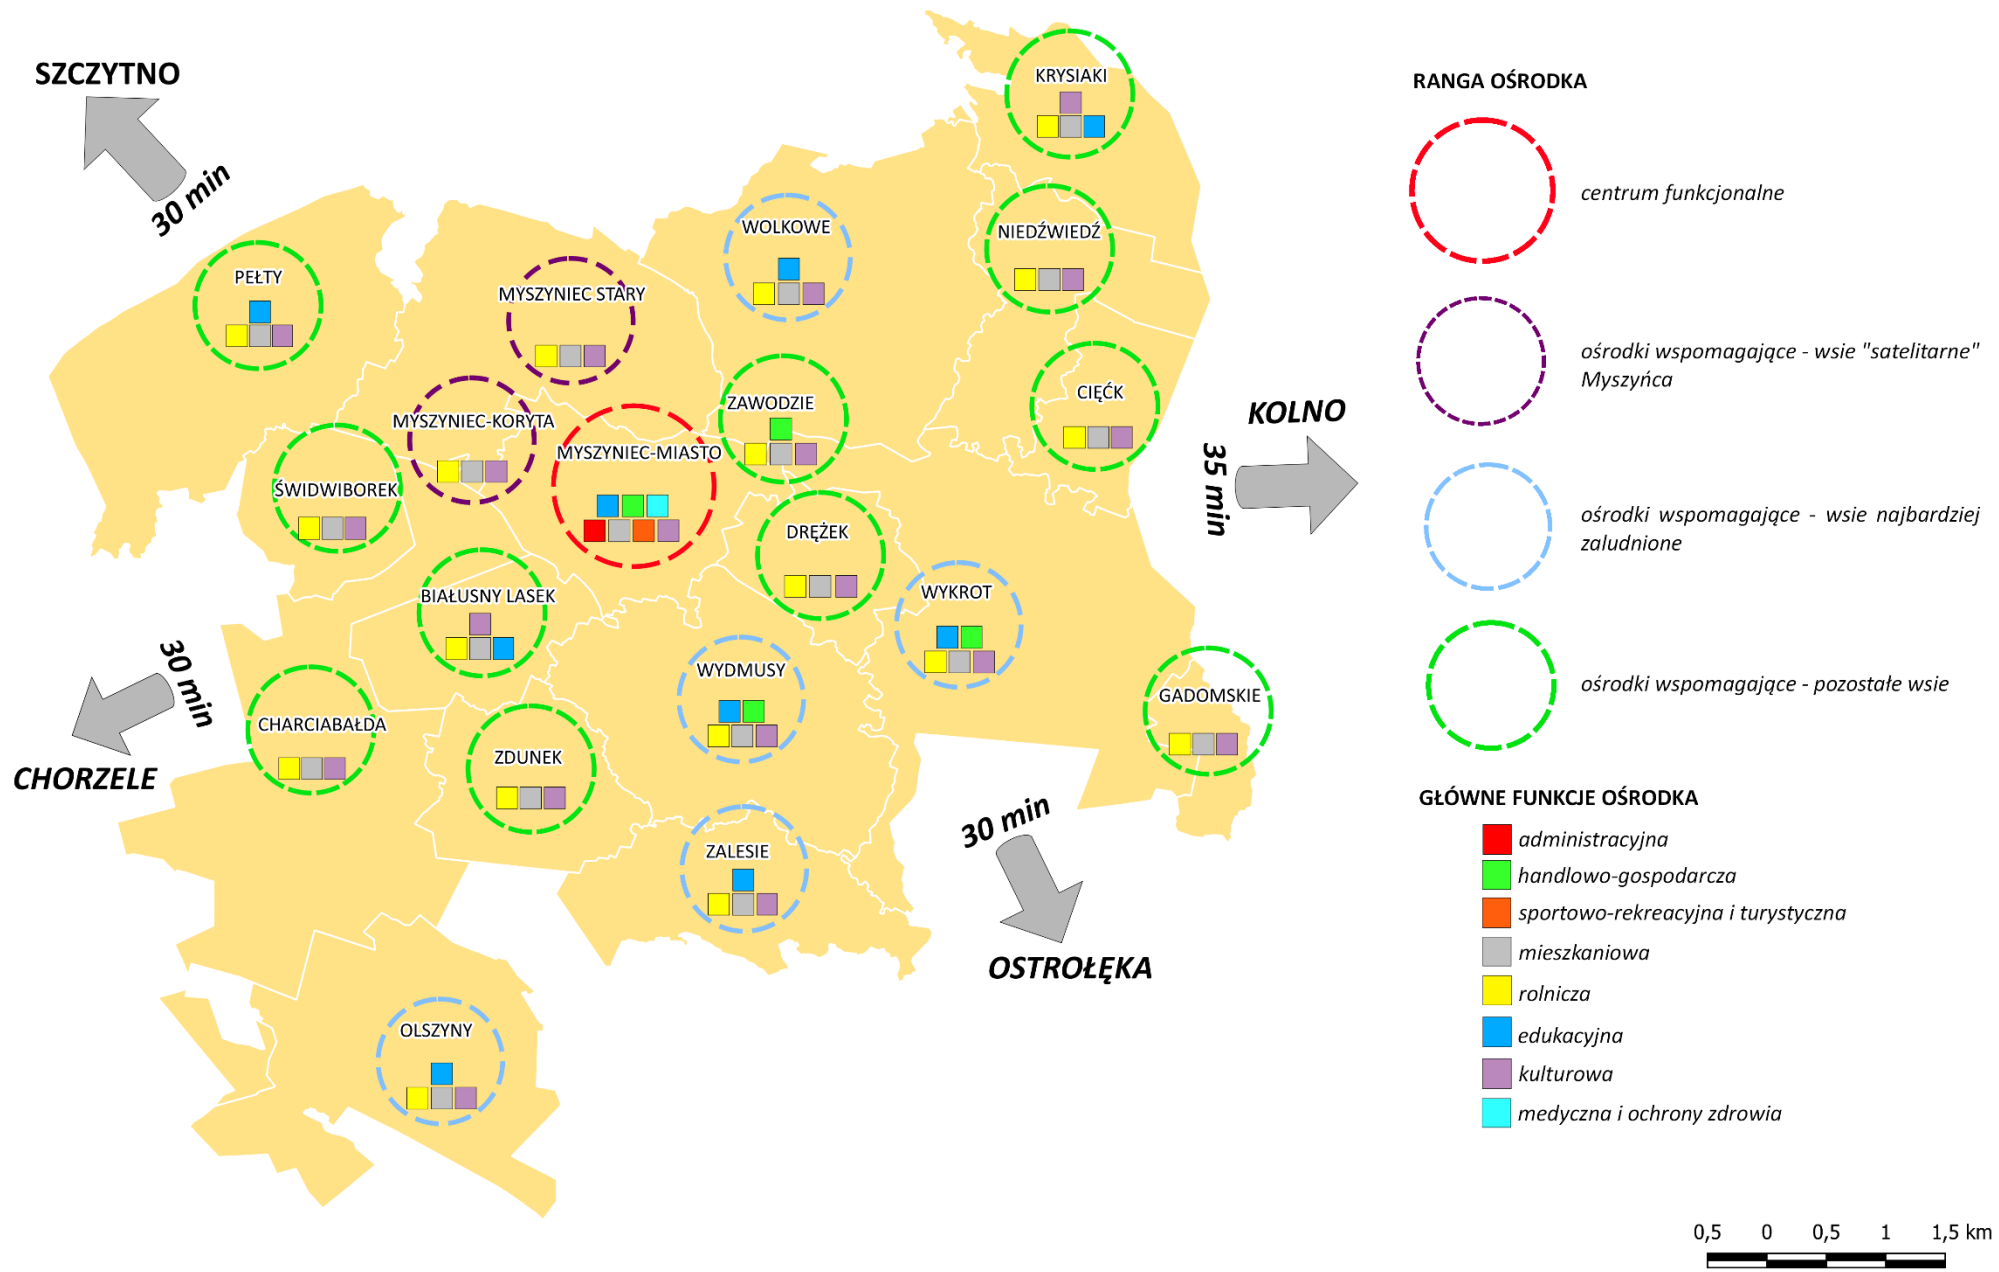 SZCZYTNO
30 min
KRYSIAKI
WOLKOWE
NIEDŹWIEDŹ
PEŁTY
MYSZYNIEC STARY
CIĘĆK
ZAWODZIE
MYSZYNIEC-KORYTA
MYSZYNIEC-MIASTO
ŚWIDWIBOREK
DRĘŻEK
BIAŁUSNY LASEK
WYKROT
WYDMUSY
GADOMSKIE
CHARCIABAŁDA
ZDUNEK
ZALESIE
OLSZYNY
KOLNO
35 min
30 min
CHORZELE
30 min
OSTROŁĘKA
RANGA OŚRODKA
centrum funkcjonalne
ośrodki wspomagające - wsie "satelitarne"
Myszyńca
ośrodki wspomagające - wsie najbardziej
zaludnione
ośrodki wspomagające - pozostałe wsie
GŁÓWNE FUNKCJE OŚRODKA
administracyjna
handlowo-gospodarcza
sportowo-rekreacyjna i turystyczna
mieszkaniowa
rolnicza
edukacyjna
kulturowa
medyczna i ochrony zdrowia
0,5 0 0,5 1 1,5 km